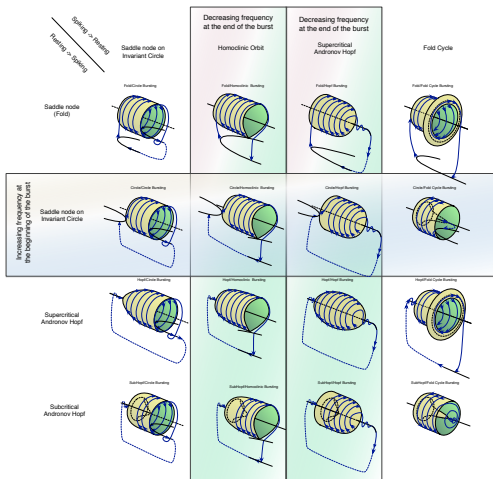 Spiking -> Resting
Resting -> Spiking
Decreasing frequency
at the end of the burst
Decreasing frequency
at the end of the burst
Saddle node on
Invariant Circle
Homoclinic Orbit
Supercritical
Andronov Hopf
Fold Cycle
Saddle node
(Fold)
Fold/Circle Bursting
Fold/Homoclinic Bursting
Fold/Hopf Bursting
Fold/Fold Cycle Bursting
Increasing frequency at
the beginning of the burst
Saddle node on
Invariant Circle
Circle/Circle Bursting
Circle/Homoclinic Bursting
Circle/Hopf Bursting
Circle/Fold Cycle Bursting
Supercritical
Andronov Hopf
Hopf/Circle Bursting
Hopf/Homoclinic Bursting
Hopf/Hopf Bursting
Hopf/Fold Cycle Bursting
Subcritical
Andronov Hopf
SubHopf/Circle Bursting
SubHopf/Homoclinic Bursting
SubHopf/Hopf Bursting
SubHopf/Fold Cycle Bursting